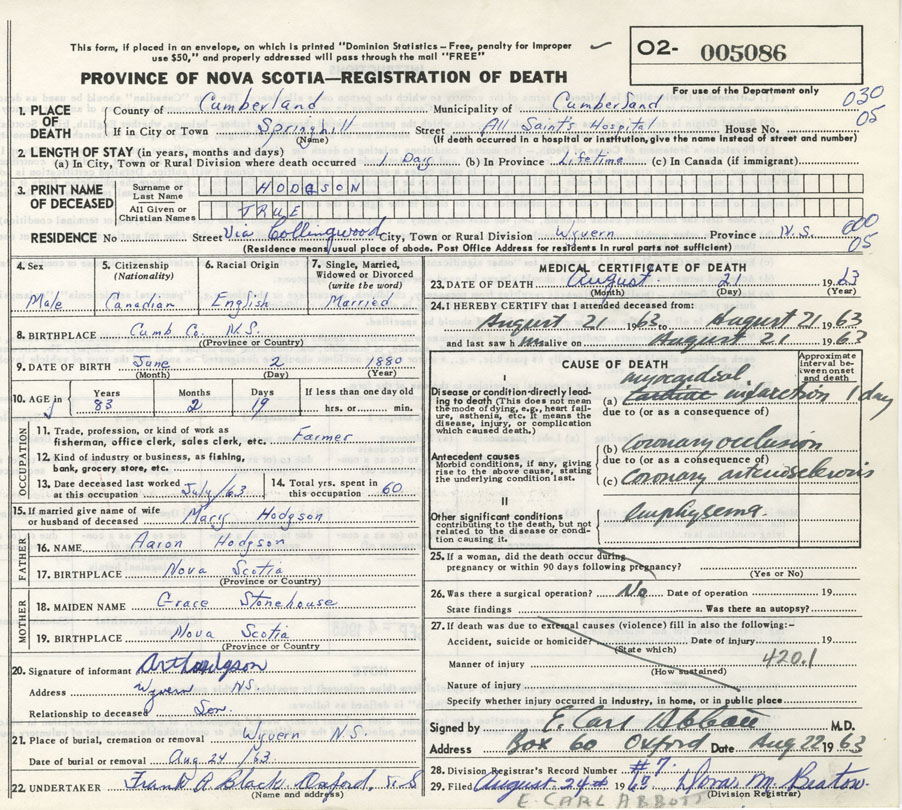 This form, if placed in an envelope, on which is printed "Dominion Statistics – Free, penalty for improper
use $50," and properly addressed will pass through the mail "FREE"
O2- 005086
PROVINCE OF NOVA SCOTIA—REGISTRATION OF DEATH
For use of the Department only
030
05
1. PLACE OF DEATH
County of Cumberland Municipality of Cumberland
If in City or Town Springhill Street All Saint's Hospital House No.
(Name) (If death occurred in a hospital or institution, give name instead of street and number)
2. LENGTH OF STAY (in years, months and days)
(a) In City, Town or Rural Division where death occurred 1 Day (b) In Province Lifetime (c) In Canada (if immigrant)
3. PRINT NAME OF DECEASED
Surname or Last Name HODGSON
All Given or Christian Names TRUE
RESIDENCE No Street Via Collingwood City, Town or Rural Division Wyvern Province N.S.
05
(Residence means usual place of abode. Post Office Address for residents in rural parts not sufficient)
4. Sex
Male
5. Citizenship (Nationality)
Canadian
6. Racial Origin
English
7. Single, Married, Widowed or Divorced (write the word)
Married
8. BIRTHPLACE Cumb Co. N.S.
(Province or Country)
9. DATE OF BIRTH June 2 1880
(Month) (Day) (Year)
10. AGE in Years Months Days If less than one day old
83 2 19 hrs. or min.
OCCUPATION
11. Trade, profession, or kind of work as
fisherman, office clerk, sales clerk, etc. Farmer
12. Kind of industry or business, as fishing,
bank, grocery store, etc.
13. Date deceased last worked at this occupation July/63
14. Total yrs. spent in this occupation 60
15. If married give name of wife
or husband of deceased Mary Hodgson
FATHER
16. NAME Aaron Hodgson
17. BIRTHPLACE Nova Scotia
(Province or Country)
MOTHER
18. MAIDEN NAME Grace Stonehouse
19. BIRTHPLACE Nova Scotia
(Province or Country
20. Signature of informant Art Hodgson
Address Wyvern NS.
Relationship to deceased Son.
21. Place of burial, cremation or removal Wyvern N.S.
Date of burial or removal Aug 24 /63
22. UNDERTAKER Frank A Black. Oxford, N S
(Name and address)
MEDICAL CERTIFICATE OF DEATH
23. DATE OF DEATH August 21 1963
(Month) (Day) (Year)
24. I HEREBY CERTIFY that I attended deceased from:
August 21 1963 to August 21 1963
and last saw him alive on August 21 1963
CAUSE OF DEATH
Approximate interval between onset and death
I
Disease or condition directly leading to death (This does not mean the mode of dying, e.g., heart failure, asthenia, etc. It means the disease, injury, or complication which caused death.)
myocardial
(a) Cardiac infarction 1 day
due to (or as a consequence of)
Antecedent causes
Morbid conditions, if any, giving rise to the above cause, stating the underlying condition last.
(b) Coronary occlusion
due to (or as a consequence of)
(c) Coronary arteriosclerosis
II
Other significant conditions
contributing to the death, but not related to the disease or condition causing it.
emphysema.
25. If a woman, did the death occur during
pregnancy or within 90 days following pregnancy?
(Yes or No)
26. Was there a surgical operation? No Date of operation 19
State findings Was there an autopsy?
27. If death was due to external causes (violence) fill in also the following:–
Accident, suicide or homicide? Date of injury 19
(State which)
Manner of injury 420.1
(How sustained)
Nature of injury
Specify whether injury occurred in industry, in home, or in public place
Signed by E. Carl Abbott M.D.
Address Box 60 Oxford Date Aug 22 1963
28. Division Registrar's Record Number #7.
29. Filed August 24th 1963 Dora M. Beaton.
(Division Registrar)
E. CARL ABBOTT